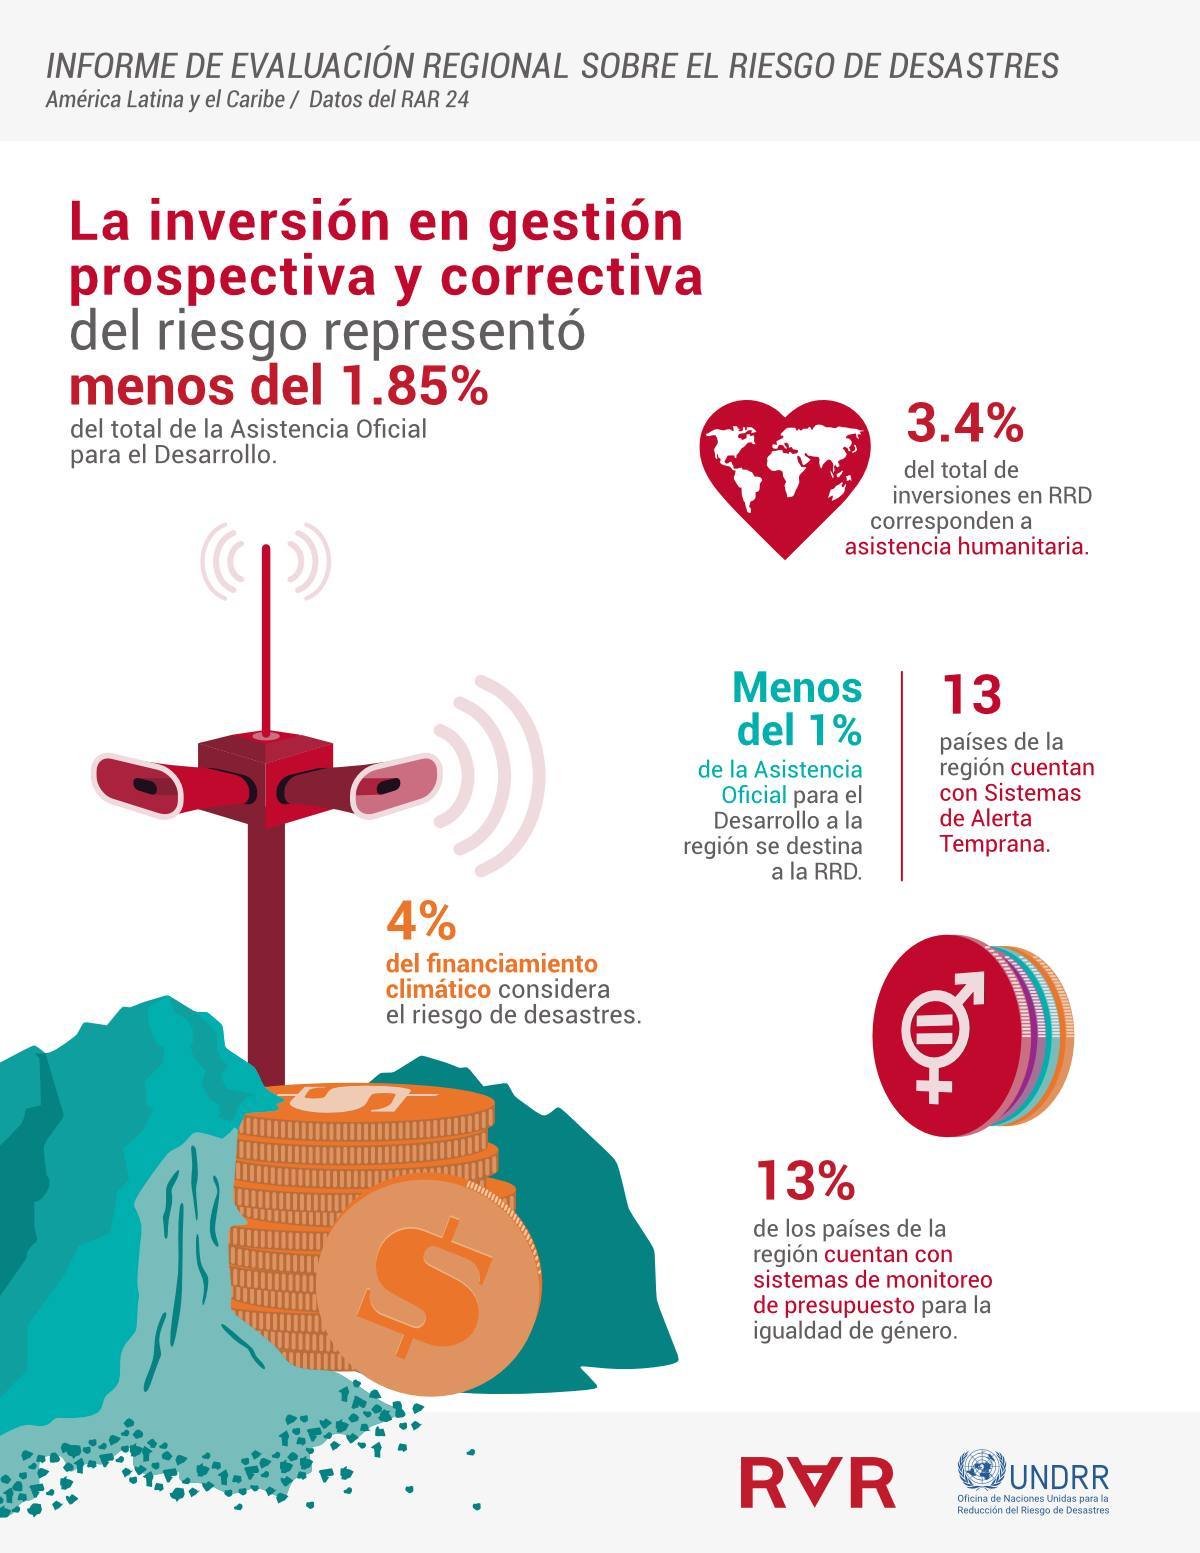 INFORME DE EVALUACIÓN REGIONAL SOBRE EL RIESGO DE DESASTRES
América Latina y el Caribe / Datos del RAR 24
La inversión en gestión
prospectiva y correctiva
del riesgo representó
menos del 1.85%
del total de la Asistencia Oficial
para el Desarrollo.
3.4%
del total de
inversiones en RRD
corresponden a
asistencia humanitaria.
Menos
del 1%
de la Asistencia
Oficial para el
Desarrollo a la
región se destina
a la RRD.
13
países de la
región cuentan
con Sistemas
de Alerta
Temprana.
4%
del financiamiento
climático considera
el riesgo de desastres.
$
$
13%
de los países de la
región cuentan con
sistemas de monitoreo
de presupuesto para la
igualdad de género.
RAR
UNDRR
Oficina de Naciones Unidas para la
Reducción del Riesgo de Desastres